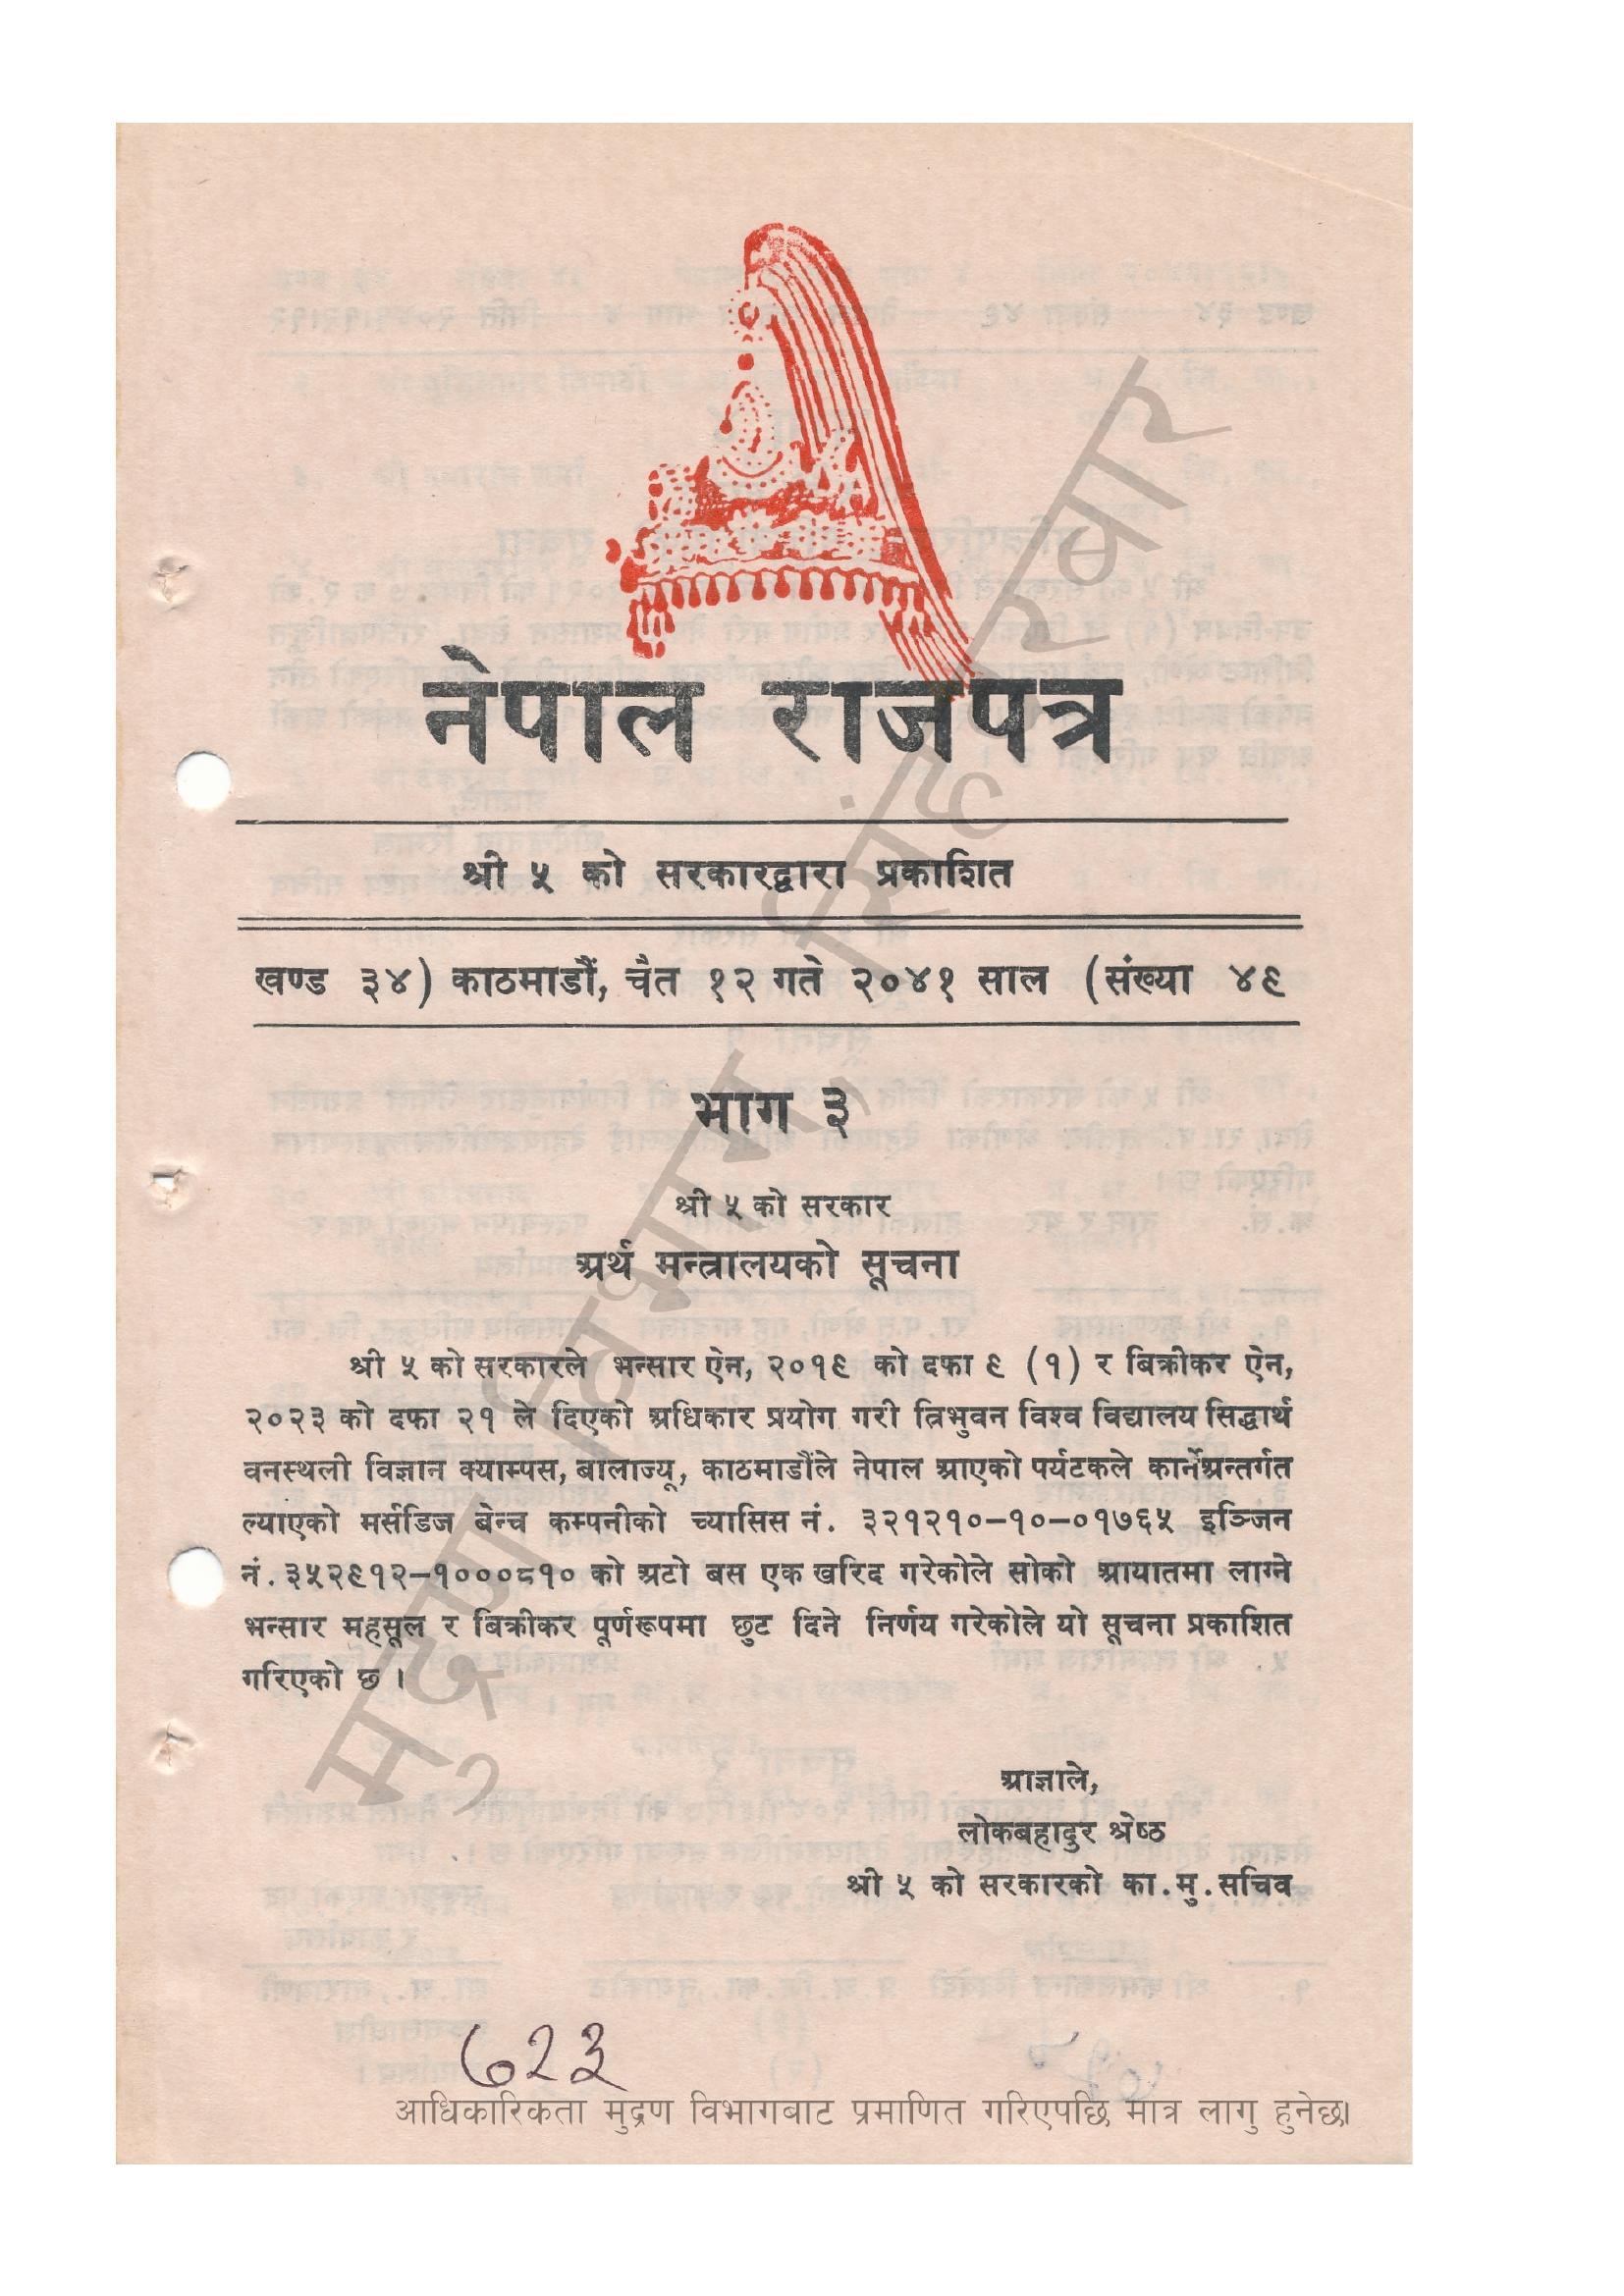 नेपाल राजपत्र
श्री ५ को सरकारद्वारा प्रकाशित
खण्ड ३४) काठमाडौं, चैत १२ गते २०४१ साल (संख्या ४९
भाग ३
श्री ५ को सरकार
अर्थ मन्त्रालयको सूचना
श्री ५ को सरकारले भन्सार ऐन, २०१९ को दफा ९ (१) र बिक्रीकर ऐन,
२०२३ को दफा २१ ले दिएको अधिकार प्रयोग गरी त्रिभुवन विश्व विद्यालय सिद्धार्थ
वनस्थली विज्ञान क्याम्पस, बालाज्यू, काठमाडौंले नेपाल आएको पर्यटकले कार्नेअन्तर्गत
ल्याएको मर्सडिज बेन्च कम्पनीको च्यासिस नं. ३२१२१०–१०–०१७६५ इञ्जिन
नं. ३५२९१२–१०००८१० को अटो बस एक खरिद गरेकोले सोको आयातमा लाग्ने
भन्सार महसूल र बिक्रीकर पूर्णरूपमा छुट दिने निर्णय गरेकोले यो सूचना प्रकाशित
गरिएको छ ।
आज्ञाले,
लोकबहादुर श्रेष्ठ
श्री ५ को सरकारको का.मु.सचिव
७२३
आधिकारिकता मुद्रण विभागबाट प्रमाणित गरिएपछि मात्र लागु हुनेछ।
मुद्रण विभाग, सिंहदरवार